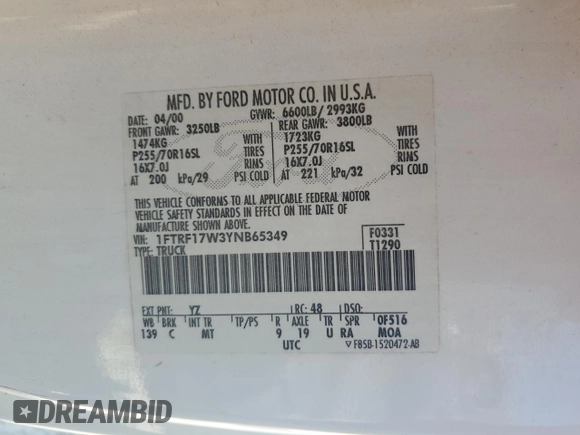 MFD. BY FORD MOTOR CO. IN U.S.A.
DATE: 04/00 GVWR: 6600LB/ 2993KG
FRONT GAWR: 3250LB REAR GAWR: 3800LB
1474KG WITH 1723KG WITH
P255/70R16SL TIRES P255/70R16SL TIRES
16X7.0J RIMS 16X7.0J RIMS
AT 200 kPa/29 PSI COLD AT 221 kPa/32 PSI COLD
THIS VEHICLE CONFORMS TO ALL APPLICABLE FEDERAL MOTOR
VEHICLE SAFETY STANDARDS IN EFFECT ON THE DATE OF
MANUFACTURE SHOWN ABOVE.
VIN: 1FTRF17W3YNB65349 F0331
TYPE: TRUCK T1290
EXT PNT: YZ RC: 48 DSO:
WB BRK INT TR TP/PS R AXLE TR SPR 0F516
139 C MT 9 19 U RA MOA
UTC F85B-1520472-AB
DREAMBID